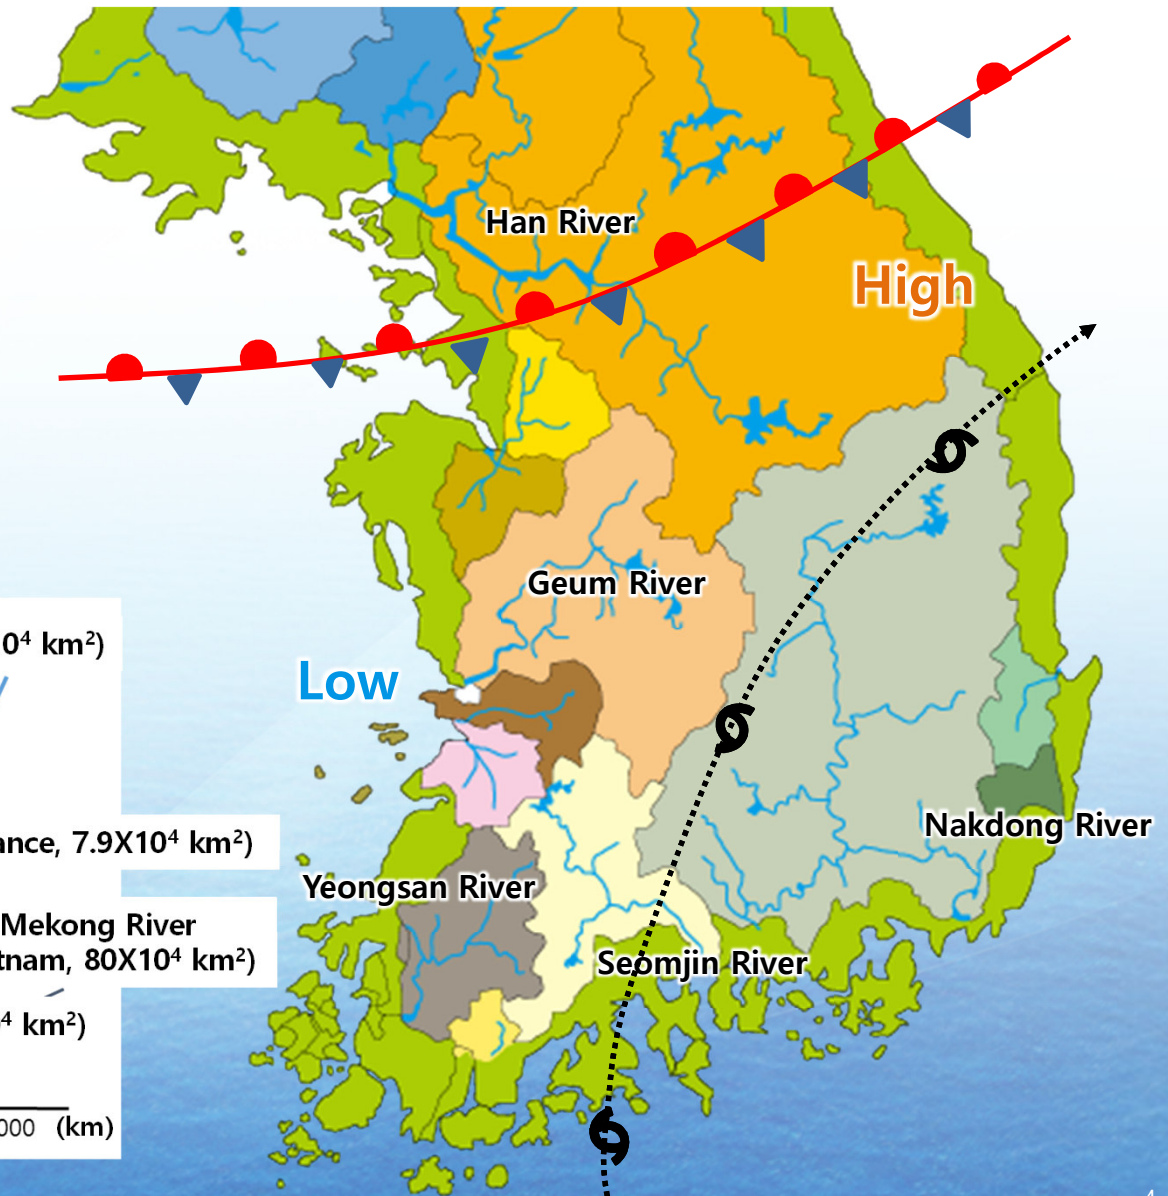 Han River
High
Geum River
0⁴ km²)
Low
ance, 7.9X10⁴ km²)
Nakdong River
Yeongsan River
Mekong River
tnam, 80X10⁴ km²)
Seomjin River
⁴ km²)
000 (km)